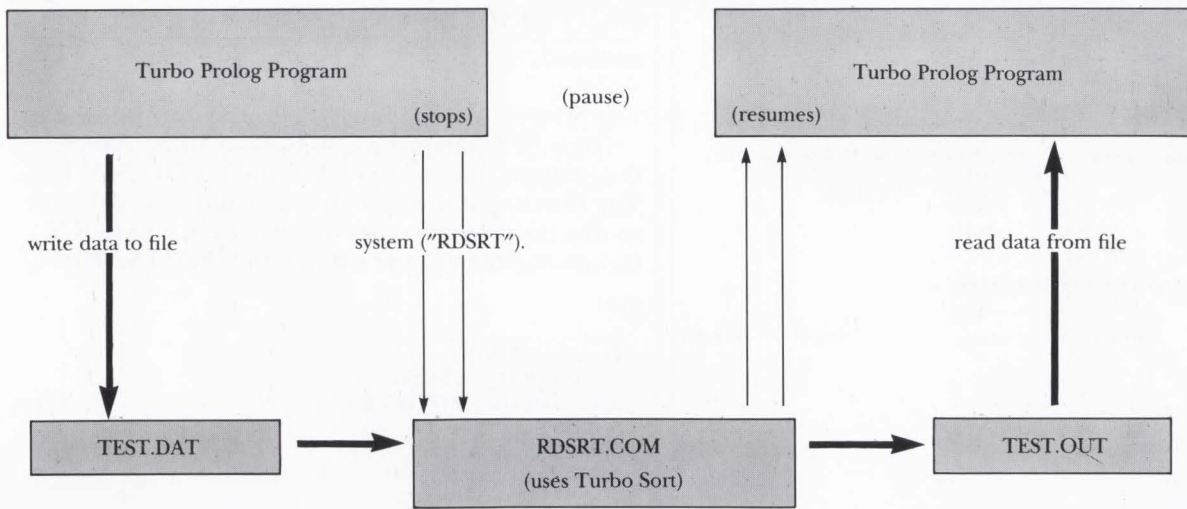 Turbo Prolog Program
(stops)
(pause)
Turbo Prolog Program
(resumes)
write data to file
system ("RDSRT").
read data from file
TEST.DAT
RDSRT.COM
(uses Turbo Sort)
TEST.OUT